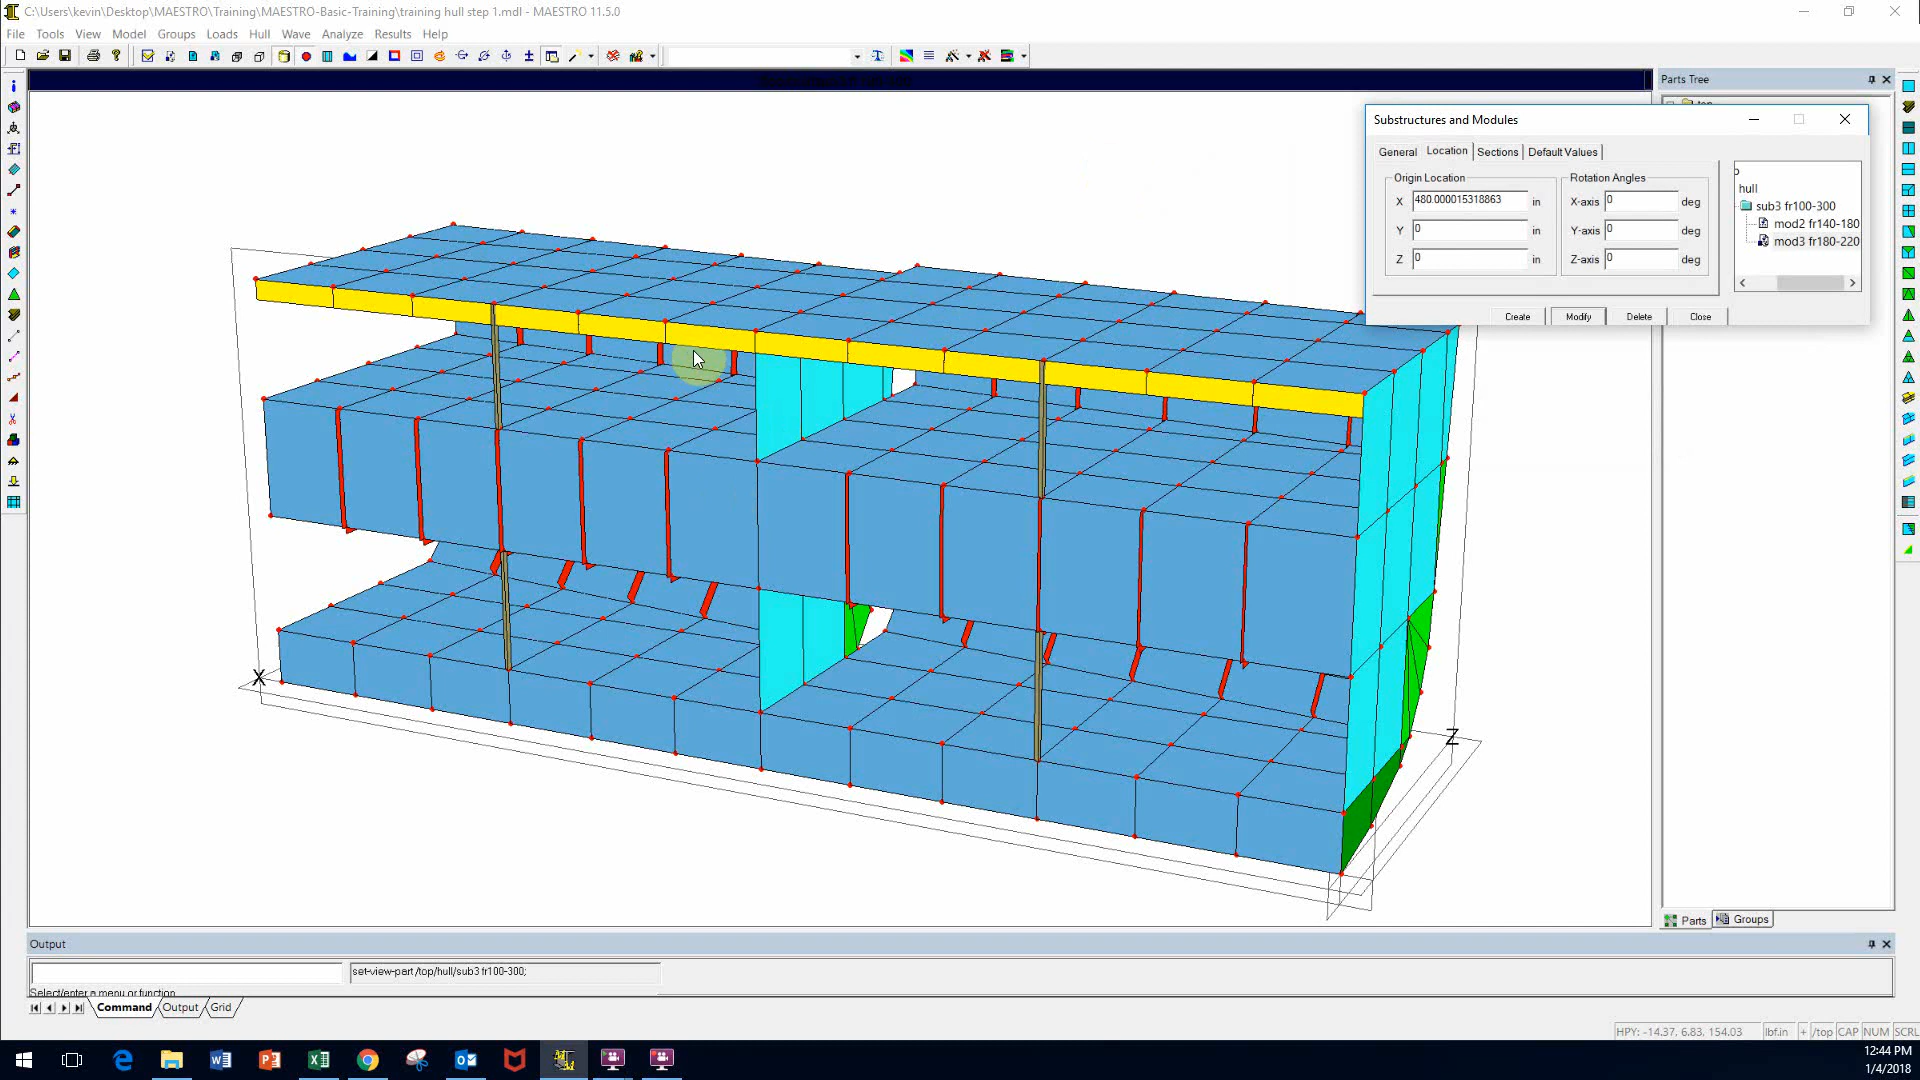 C:\Users\kevin\Desktop\MAESTRO\Training\MAESTRO-Basic-Training\training hull step 1.mdl - MAESTRO 11.5.0
File Tools View Model Groups Loads Hull Wave Analyze Results Help
Parts Tree
Substructures and Modules
General Location Sections Default Values
Origin Location
Rotation Angles
X 480.000015318863 in X-axis 0 deg
Y 0 in Y-axis 0 deg
Z 0 in Z-axis 0 deg
hull
sub3 fr100-300
mod2 fr140-180
mod3 fr180-220
Create Modify Delete Close
X
Z
Parts Groups
Output
set-view-part /top/hull/sub3 fr100-300;
Select/enter a menu or function
Command Output Grid
HPY: -14.37, 6.83, 154.03 lbf.in + /top CAP NUM SCRL
12:44 PM
1/4/2018